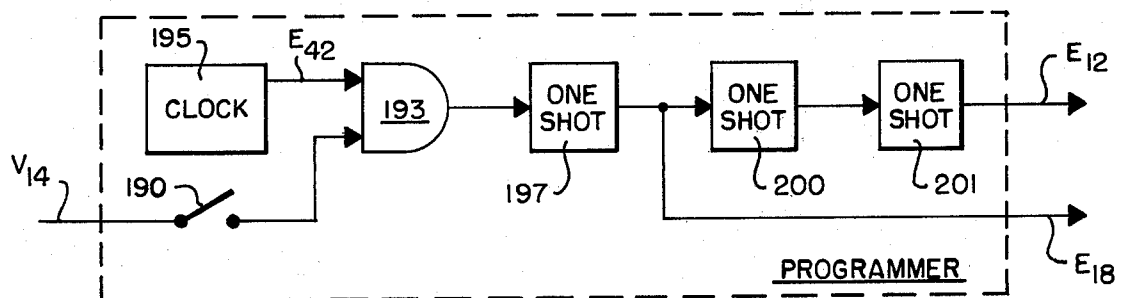 195
E42
CLOCK
193
ONE SHOT
197
ONE SHOT
200
ONE SHOT
201
E12
V14
190
E18
PROGRAMMER